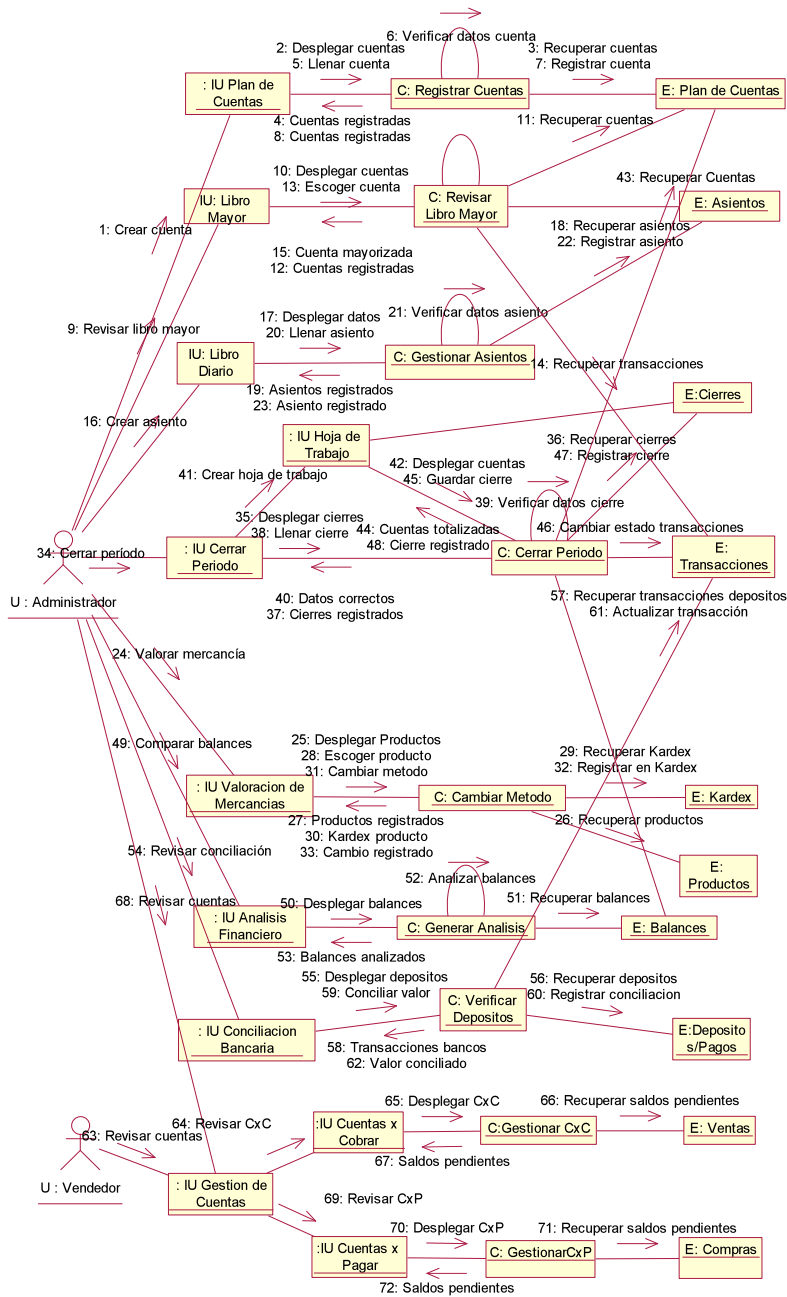 6: Verificar datos cuenta
2: Desplegar cuentas
5: Llenar cuenta
3: Recuperar cuentas
7: Registrar cuenta
: IU Plan de
Cuentas
C: Registrar Cuentas
E: Plan de Cuentas
4: Cuentas registradas
8: Cuentas registradas
11: Recuperar cuentas
10: Desplegar cuentas
13: Escoger cuenta
43: Recuperar Cuentas
IU: Libro
Mayor
C: Revisar
Libro Mayor
E: Asientos
1: Crear cuenta
18: Recuperar asientos
22: Registrar asiento
15: Cuenta mayorizada
12: Cuentas registradas
9: Revisar libro mayor
17: Desplegar datos
20: Llenar asiento
21: Verificar datos asiento
IU: Libro
Diario
C: Gestionar Asientos
14: Recuperar transacciones
19: Asientos registrados
23: Asiento registrado
E:Cierres
16: Crear asiento
: IU Hoja de
Trabajo
36: Recuperar cierres
47: Registrar cierre
41: Crear hoja de trabajo
42: Desplegar cuentas
45: Guardar cierre
39: Verificar datos cierre
35: Desplegar cierres
38: Llenar cierre
44: Cuentas totalizadas
48: Cierre registrado
46: Cambiar estado transacciones
34: Cerrar período
: IU Cerrar
Periodo
C: Cerrar Periodo
E:
Transacciones
U : Administrador
40: Datos correctos
37: Cierres registrados
57: Recuperar transacciones depositos
61: Actualizar transacción
24: Valorar mercancía
49: Comparar balances
25: Desplegar Productos
28: Escoger producto
31: Cambiar metodo
29: Recuperar Kardex
32: Registrar en Kardex
: IU Valoracion de
Mercancias
C: Cambiar Metodo
E: Kardex
27: Productos registrados
30: Kardex producto
33: Cambio registrado
26: Recuperar productos
54: Revisar conciliación
E:
Productos
52: Analizar balances
68: Revisar cuentas
50: Desplegar balances
51: Recuperar balances
: IU Analisis
Financiero
C: Generar Analisis
E: Balances
53: Balances analizados
55: Desplegar depositos
59: Conciliar valor
56: Recuperar depositos
60: Registrar conciliacion
C: Verificar
Depositos
: IU Conciliacion
Bancaria
E:Deposito
s/Pagos
58: Transacciones bancos
62: Valor conciliado
65: Desplegar CxC
66: Recuperar saldos pendientes
64: Revisar CxC
63: Revisar cuentas
:IU Cuentas x
Cobrar
C:Gestionar CxC
E: Ventas
67: Saldos pendientes
U : Vendedor
: IU Gestion de
Cuentas
69: Revisar CxP
70: Desplegar CxP
71: Recuperar saldos pendientes
:IU Cuentas x
Pagar
C: GestionarCxP
E: Compras
72: Saldos pendientes